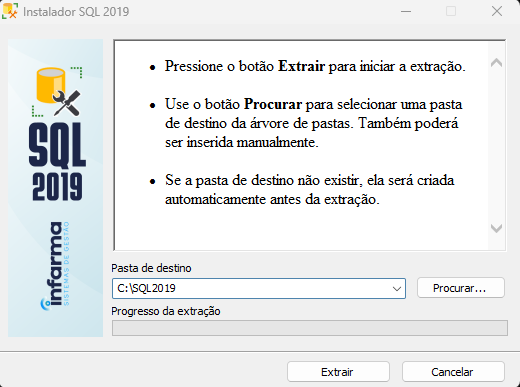 Instalador SQL 2019
SQL
2019
infarma
SISTEMAS DE GESTÃO
• Pressione o botão Extrair para iniciar a extração.
• Use o botão Procurar para selecionar uma pasta
de destino da árvore de pastas. Também poderá
ser inserida manualmente.
• Se a pasta de destino não existir, ela será criada
automaticamente antes da extração.
Pasta de destino
C:\SQL2019
Procurar...
Progresso da extração
Extrair
Cancelar